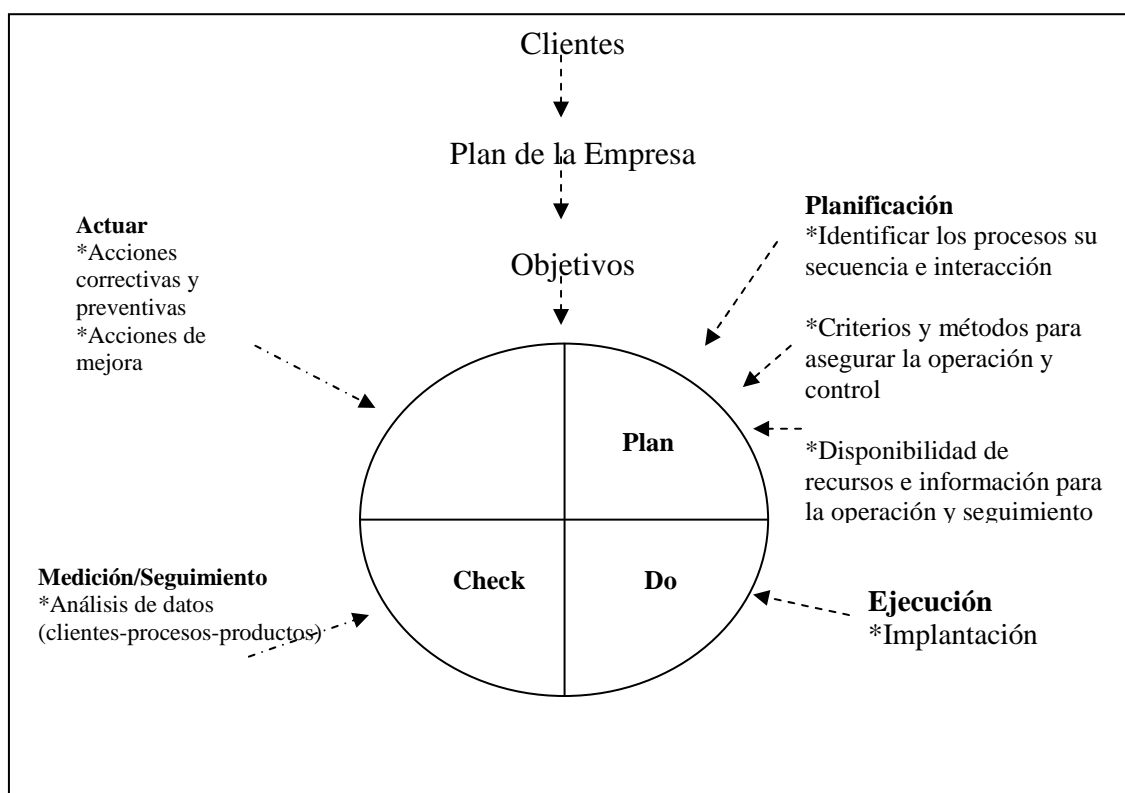 Clientes
Plan de la Empresa
Objetivos
Actuar
*Acciones
correctivas y
preventivas
*Acciones de
mejora
Planificación
*Identificar los procesos su
secuencia e interacción
*Criterios y métodos para
asegurar la operación y
control
*Disponibilidad de
recursos e información para
la operación y seguimiento
Plan
Check
Do
Medición/Seguimiento
*Análisis de datos
(clientes-procesos-productos)
Ejecución
*Implantación